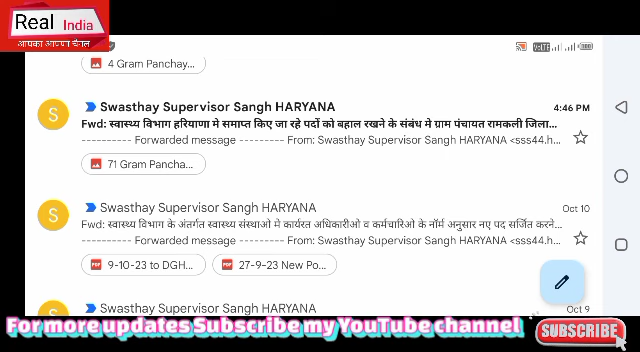 Real India
आपका अपना चैनल
4 Gram Panchay...
S
Swasthay Supervisor Sangh HARYANA
4:46 PM
Fwd: स्वास्थ्य विभाग हरियाणा मे समाप्त किए जा रहे पदों को बहाल रखने के संबंध मे ग्राम पंचायत रामकली जिला...
---------- Forwarded message --------- From: Swasthay Supervisor Sangh HARYANA <sss44.h...
71 Gram Pancha...
S
Swasthay Supervisor Sangh HARYANA
Oct 10
Fwd: स्वास्थ्य विभाग के अंतर्गत स्वास्थ्य संस्थाओ मे कार्यरत अधिकारीओ व कर्मचारिओ के नॉर्म अनुसार नए पद सर्जित करने...
---------- Forwarded message --------- From: Swasthay Supervisor Sangh HARYANA <sss44.h...
PDF 9-10-23 to DGH...
PDF 27-9-23 New Po...
Swasthay Supervisor Sangh HARYANA
Oct 9
For more updates Subscribe my YouTube channel
SUBSCRIBE